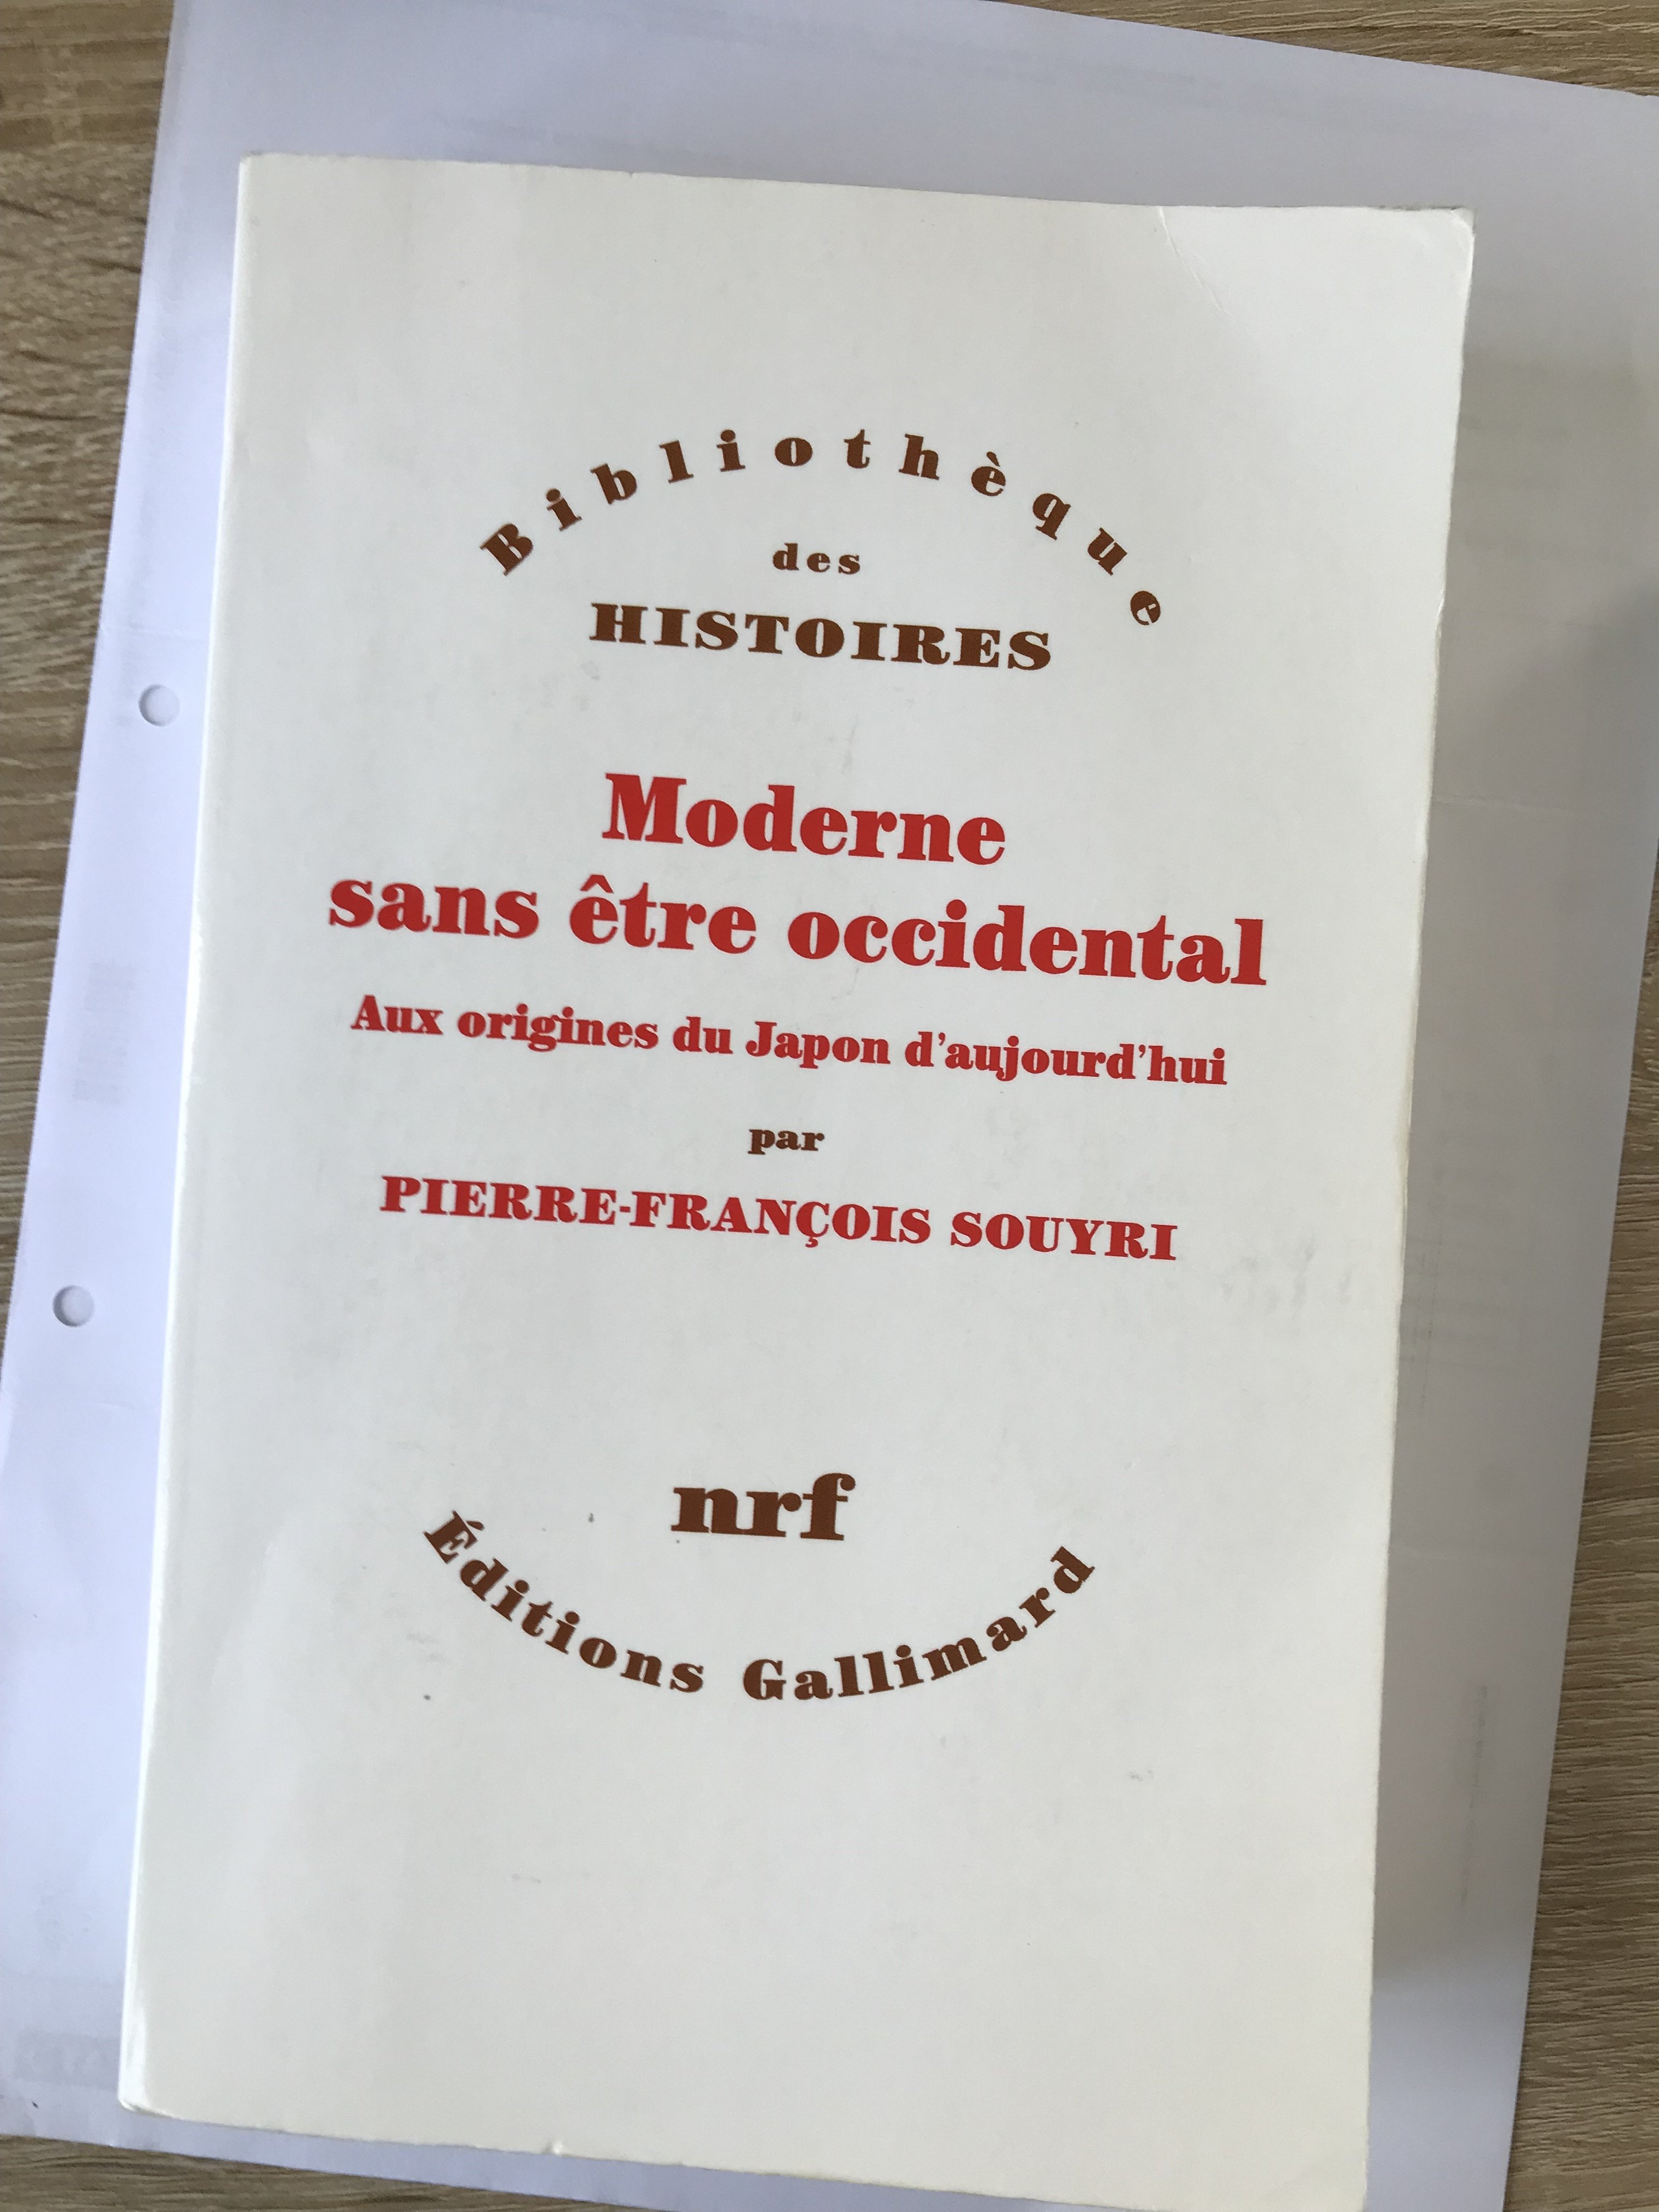 Bibliothèque
des
HISTOIRES
Moderne
sans être occidental
Aux origines du Japon d'aujourd'hui
par
PIERRE-FRANÇOIS SOUYRI
nrf
Éditions Gallimard